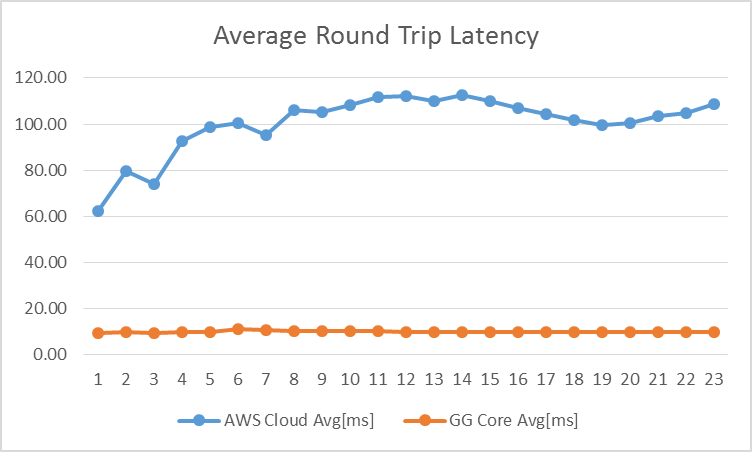 Average Round Trip Latency
120.00
100.00
80.00
60.00
40.00
20.00
0.00
1 2 3 4 5 6 7 8 9 10 11 12 13 14 15 16 17 18 19 20 21 22 23
AWS Cloud Avg[ms] GG Core Avg[ms]